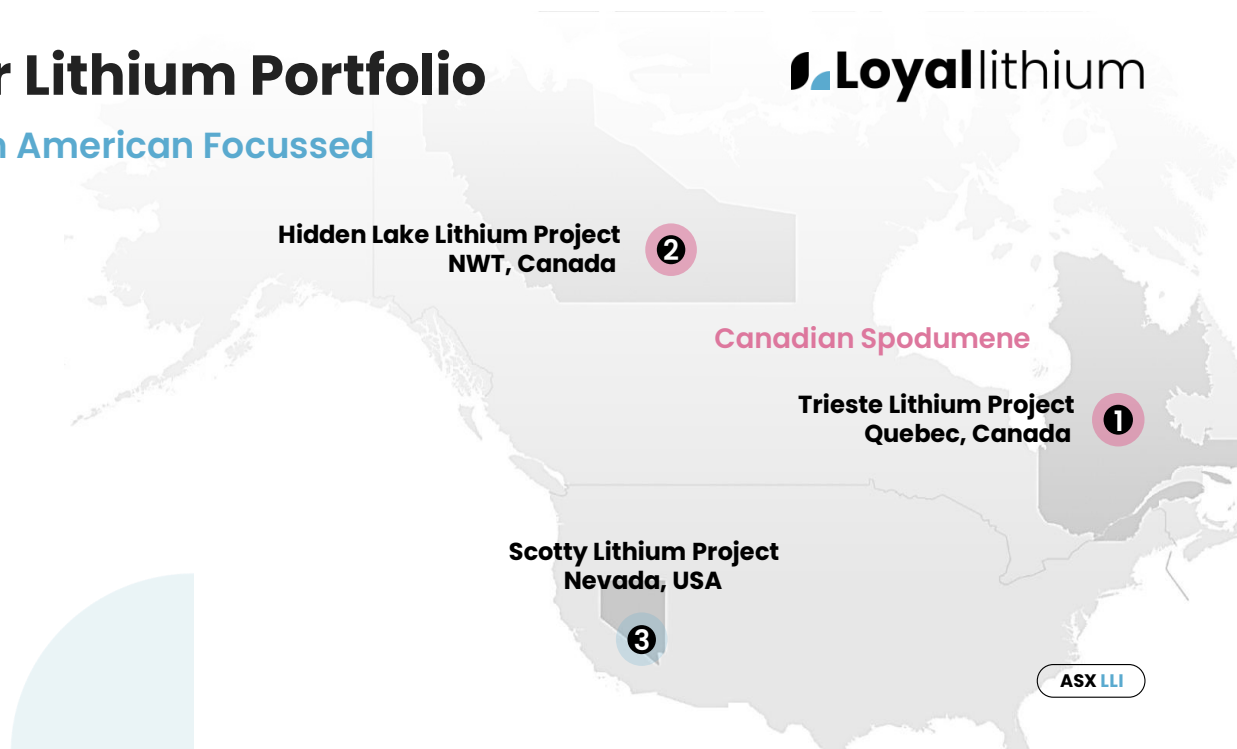 r Lithium Portfolio
Loyallithium
n American Focussed
Hidden Lake Lithium Project
NWT, Canada
2
Canadian Spodumene
Trieste Lithium Project
Quebec, Canada
1
Scotty Lithium Project
Nevada, USA
3
ASX LLI